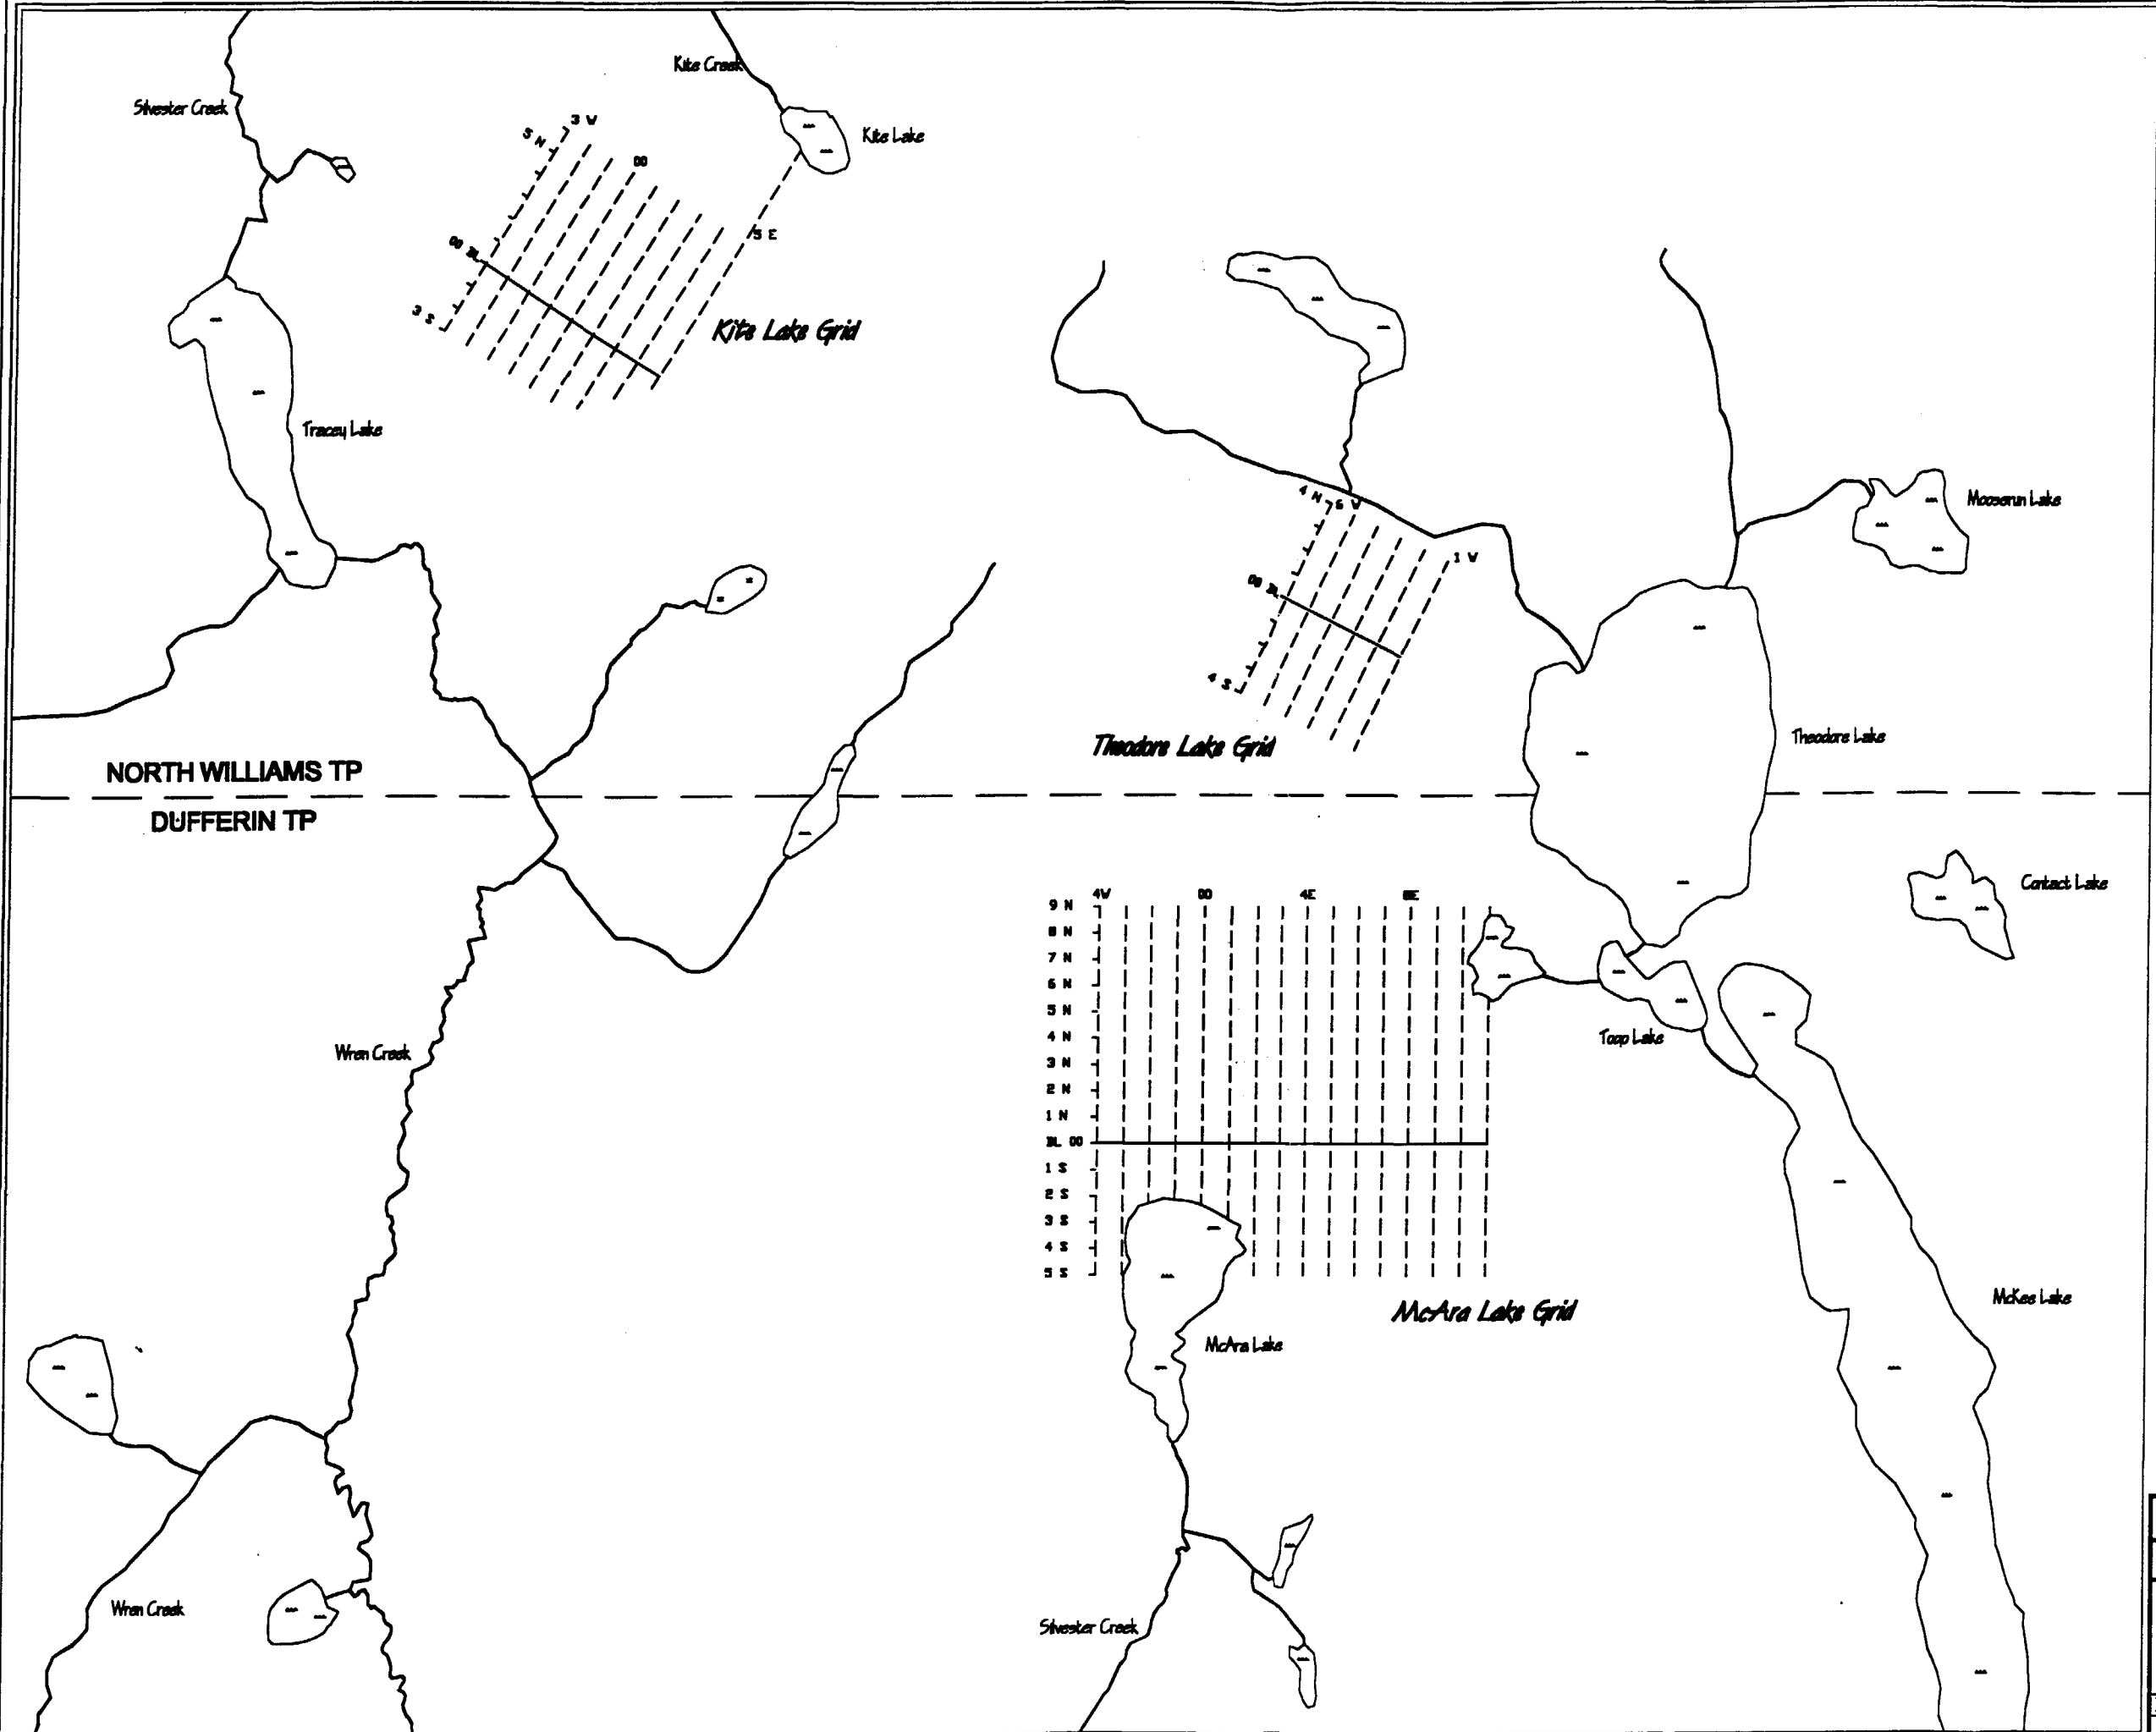 Kite Creek
Silvester Creek
Kite Lake
3 W
5 N
00
5 E
00 BL
3 S
Kite Lake Grid
Tracey Lake
4 N
6 W
Mooserun Lake
1 W
00 BL
4 S
Theodore Lake Grid
Theodore Lake
NORTH WILLIAMS TP
DUFFERIN TP
Contact Lake
4W 00 4E 8E
9 N
8 N
7 N
6 N
5 N
4 N
3 N
2 N
1 N
BL 00
1 S
2 S
3 S
4 S
5 S
Toop Lake
Wren Creek
McKee Lake
McAra Lake Grid
McAra Lake
Wren Creek
Silvester Creek